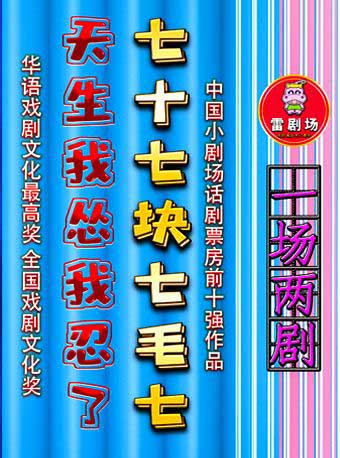 雷剧场
一场两剧
中国小剧场话剧票房前十强作品
七十七块七毛七
天生我怂我忍了
华语戏剧文化最高奖 全国戏剧文化奖